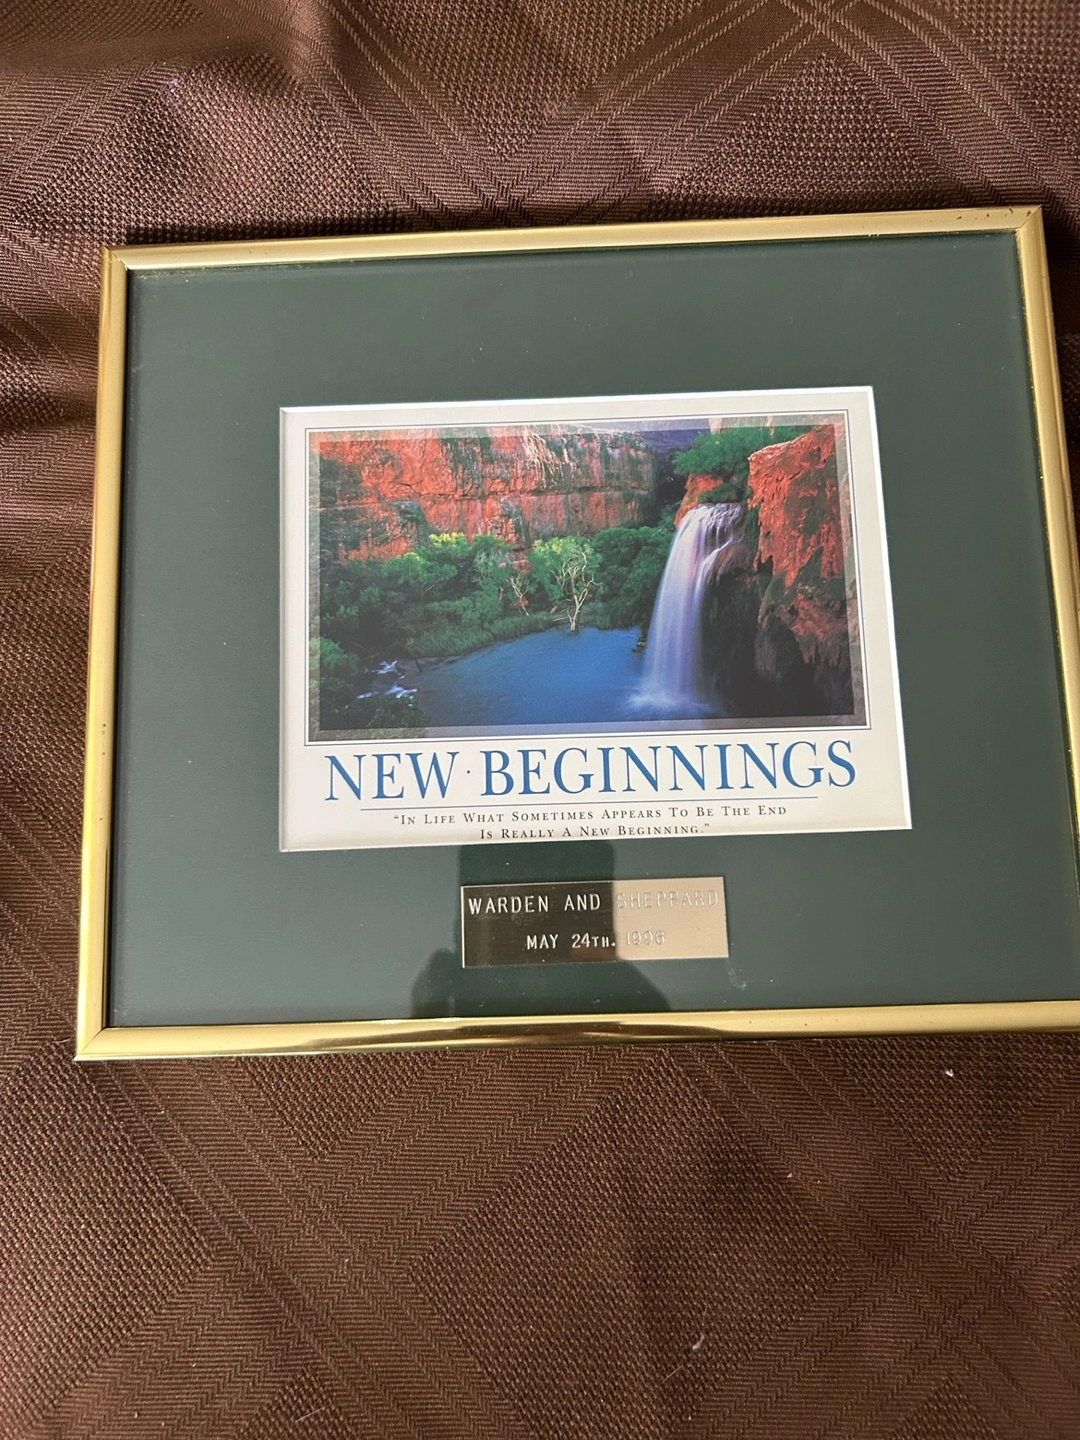 NEW · BEGINNINGS
"IN LIFE WHAT SOMETIMES APPEARS TO BE THE END
IS REALLY A NEW BEGINNING."
WARDEN AND SHEPPARD
MAY 24TH. 1996